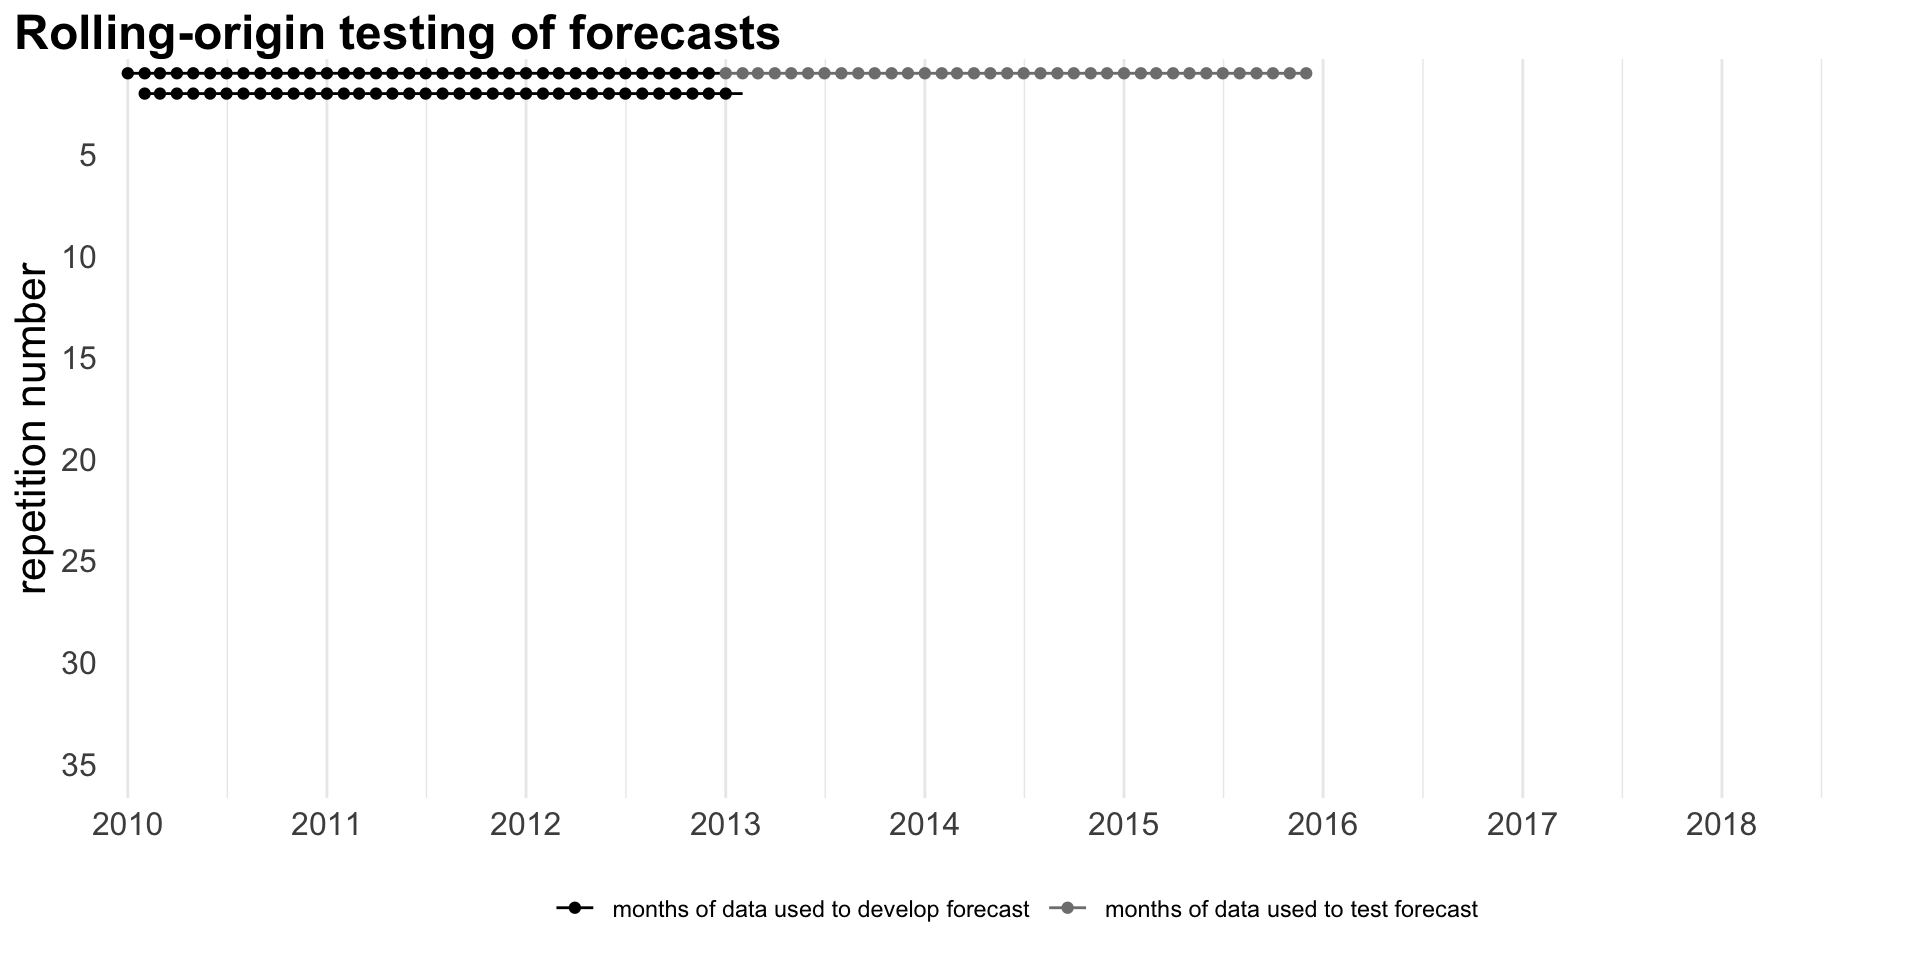 Rolling-origin testing of forecasts
repetition number
5
10
15
20
25
30
35
2010 2011 2012 2013 2014 2015 2016 2017 2018
months of data used to develop forecast months of data used to test forecast